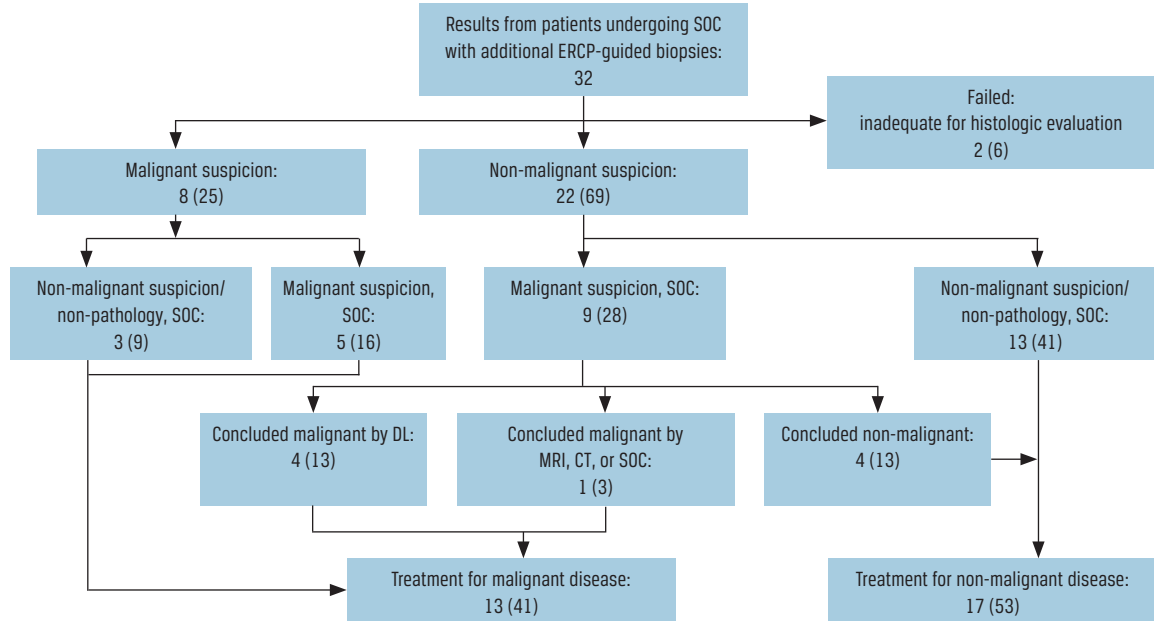 Results from patients undergoing SOC
with additional ERCP-guided biopsies:
32
Failed:
inadequate for histologic evaluation
2 (6)
Malignant suspicion:
8 (25)
Non-malignant suspicion:
22 (69)
Non-malignant suspicion/
non-pathology, SOC:
3 (9)
Malignant suspicion,
SOC:
5 (16)
Malignant suspicion, SOC:
9 (28)
Non-malignant suspicion/
non-pathology, SOC:
13 (41)
Concluded malignant by DL:
4 (13)
Concluded malignant by
MRI, CT, or SOC:
1 (3)
Concluded non-malignant:
4 (13)
Treatment for malignant disease:
13 (41)
Treatment for non-malignant disease:
17 (53)